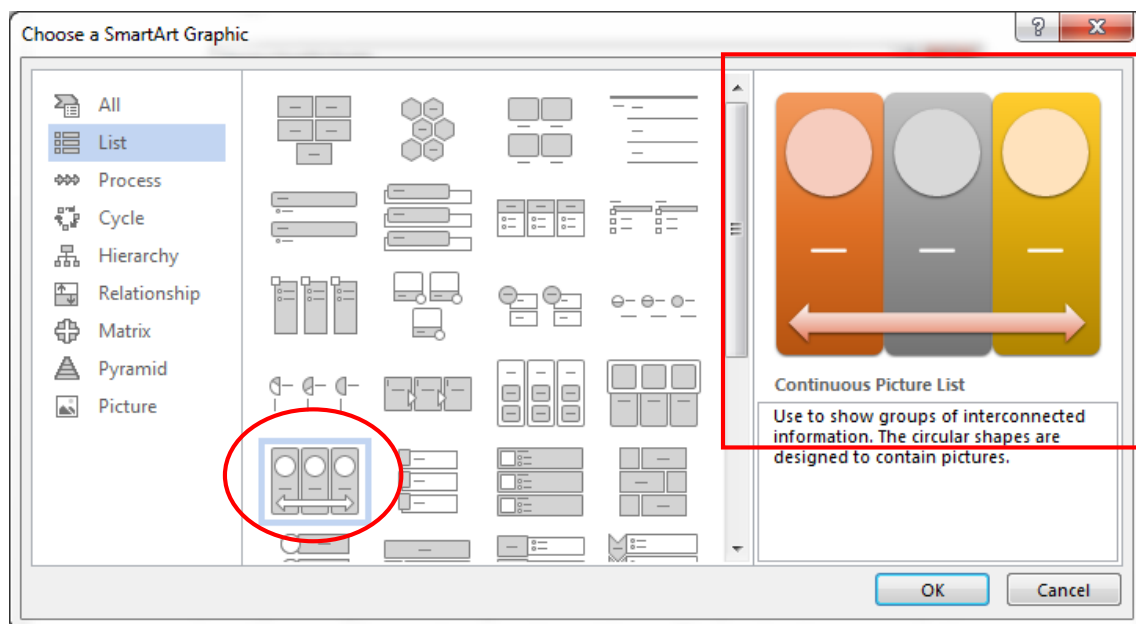 Choose a SmartArt Graphic
?
X
All
List
Process
Cycle
Hierarchy
Relationship
Matrix
Pyramid
Picture
Continuous Picture List
Use to show groups of interconnected
information. The circular shapes are
designed to contain pictures.
OK
Cancel